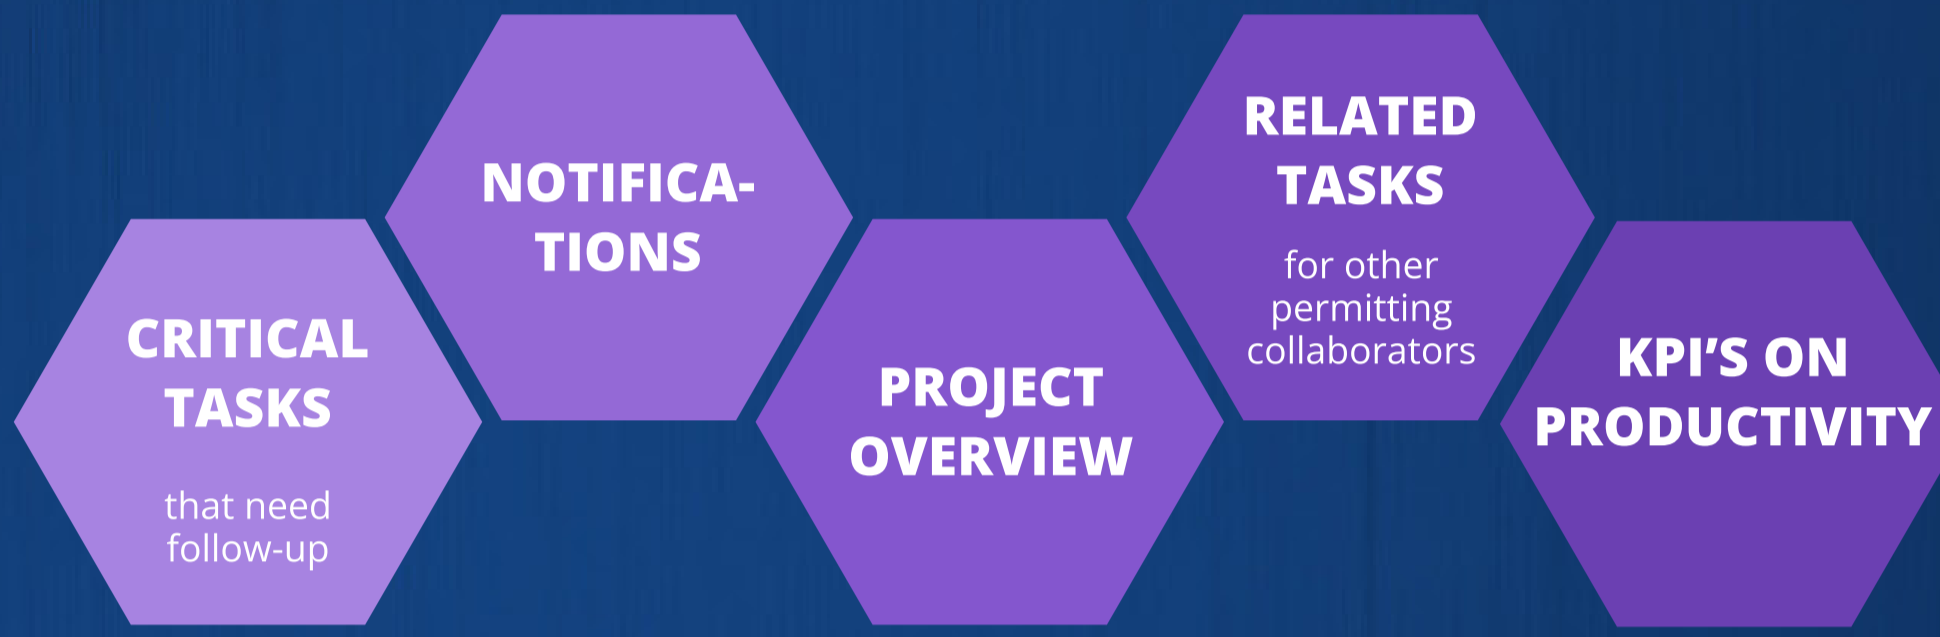 CRITICAL
TASKS
that need
follow-up
NOTIFICA-
TIONS
PROJECT
OVERVIEW
RELATED
TASKS
for other
permitting
collaborators
KPI’S ON
PRODUCTIVITY